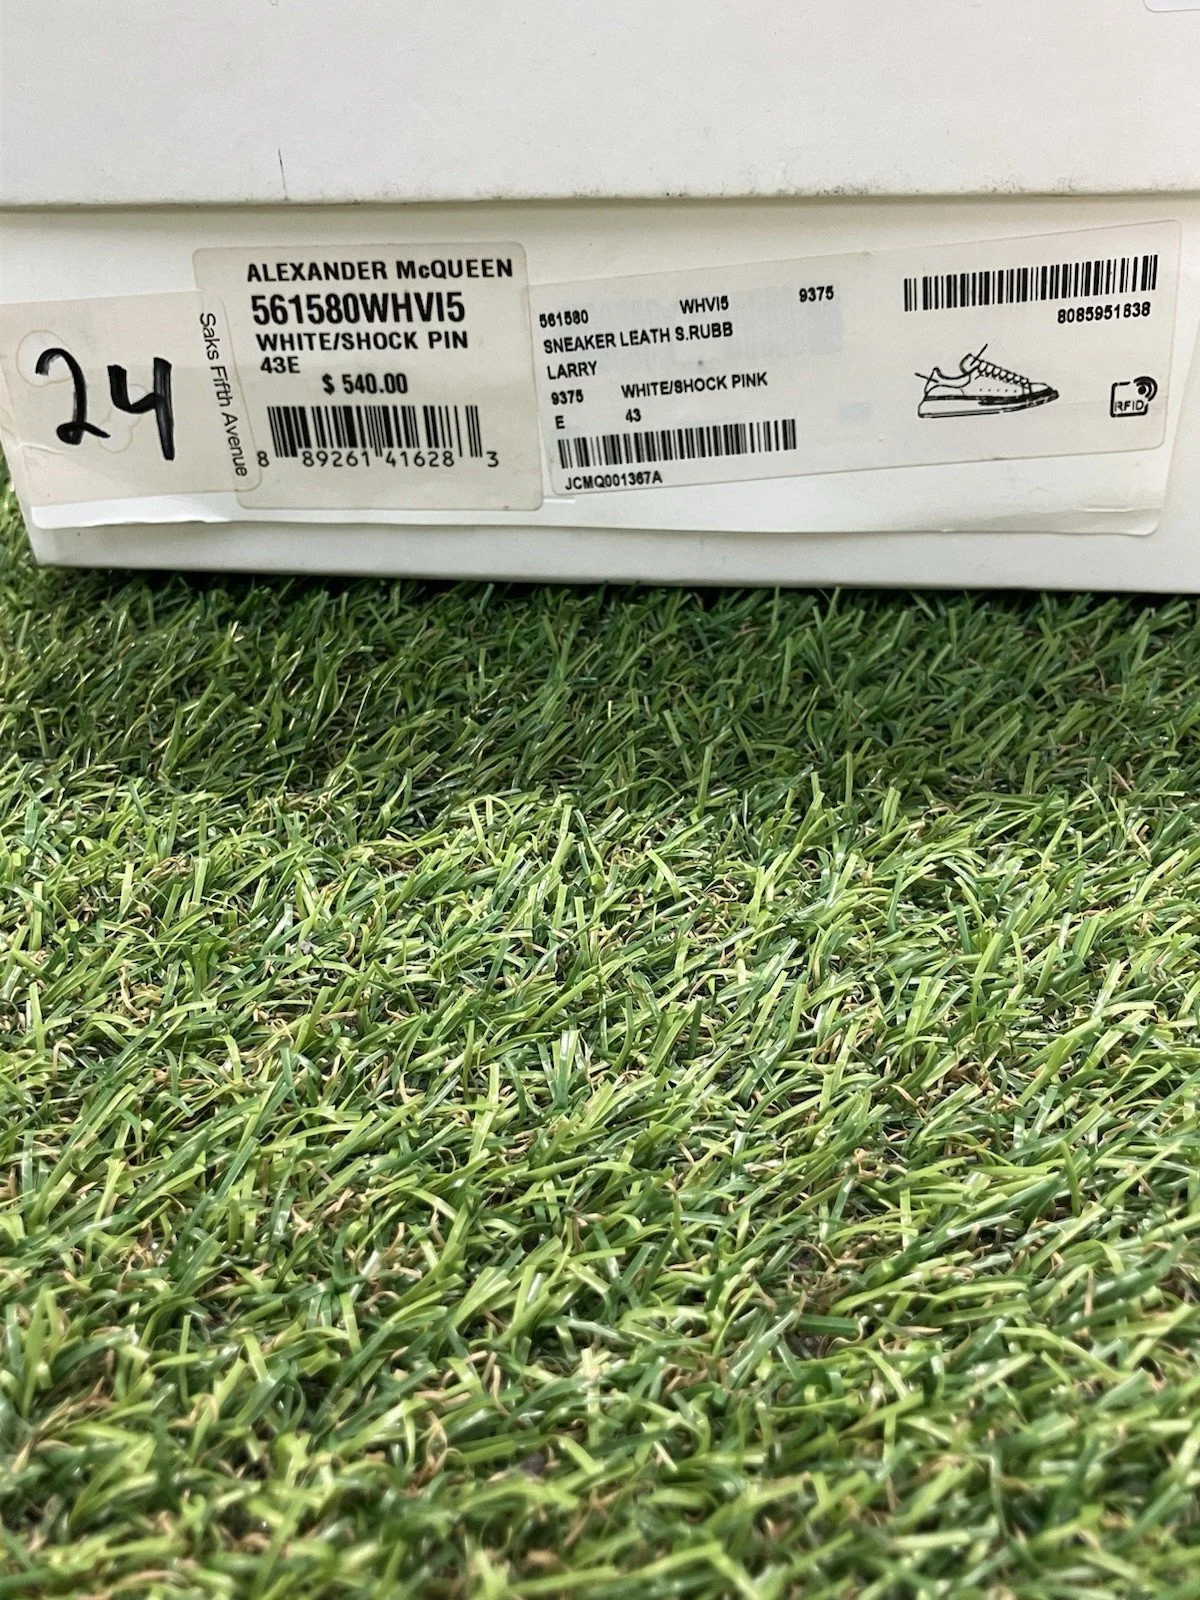 24
Saks Fifth Avenue
ALEXANDER McQUEEN
561580WHVI5
WHITE/SHOCK PIN
43E
$ 540.00
8 89261 41628 3
561580 WHVI5 9375
SNEAKER LEATH S.RUBB
LARRY
9375 WHITE/SHOCK PINK
E 43
JCMQ001367A
8085951838
RFID